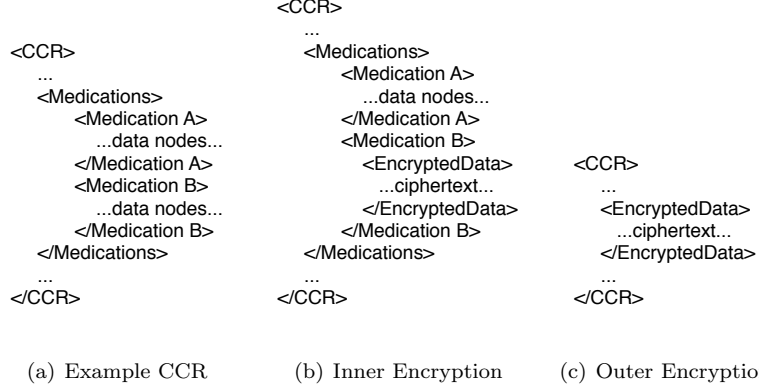 <CCR>
...
<Medications>
<Medication A>
...data nodes...
</Medication A>
<Medication B>
...data nodes...
</Medication B>
</Medications>
...
</CCR>
(a) Example CCR
<CCR>
...
<Medications>
<Medication A>
...data nodes...
</Medication A>
<Medication B>
<EncryptedData>
...ciphertext...
</EncryptedData>
</Medication B>
</Medications>
...
</CCR>
(b) Inner Encryption
<CCR>
...
<EncryptedData>
...ciphertext...
</EncryptedData>
...
</CCR>
(c) Outer Encryptio